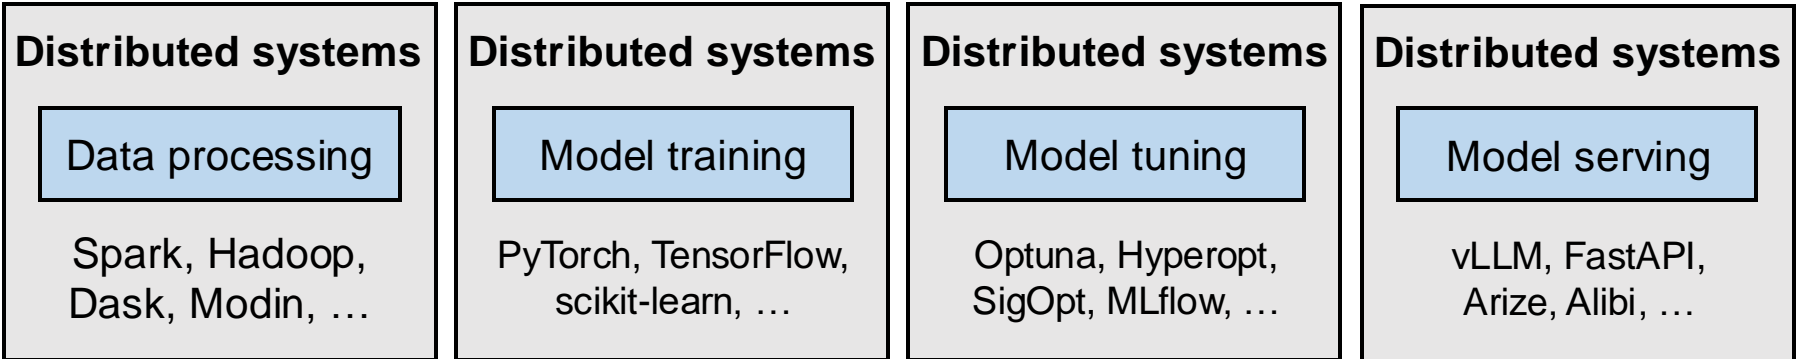 Distributed systems
Data processing
Spark, Hadoop,
Dask, Modin, …
Distributed systems
Model training
PyTorch, TensorFlow,
scikit-learn, …
Distributed systems
Model tuning
Optuna, Hyperopt,
SigOpt, MLflow, …
Distributed systems
Model serving
vLLM, FastAPI,
Arize, Alibi, …